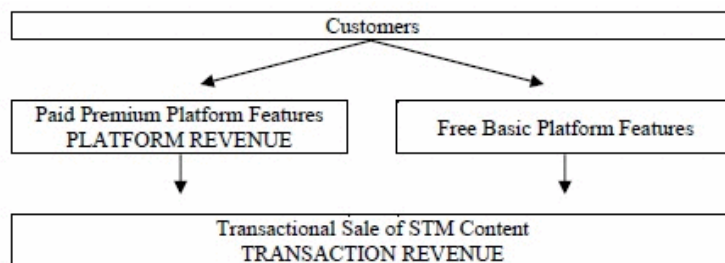 Customers
Paid Premium Platform Features
PLATFORM REVENUE
Free Basic Platform Features
Transactional Sale of STM Content
TRANSACTION REVENUE